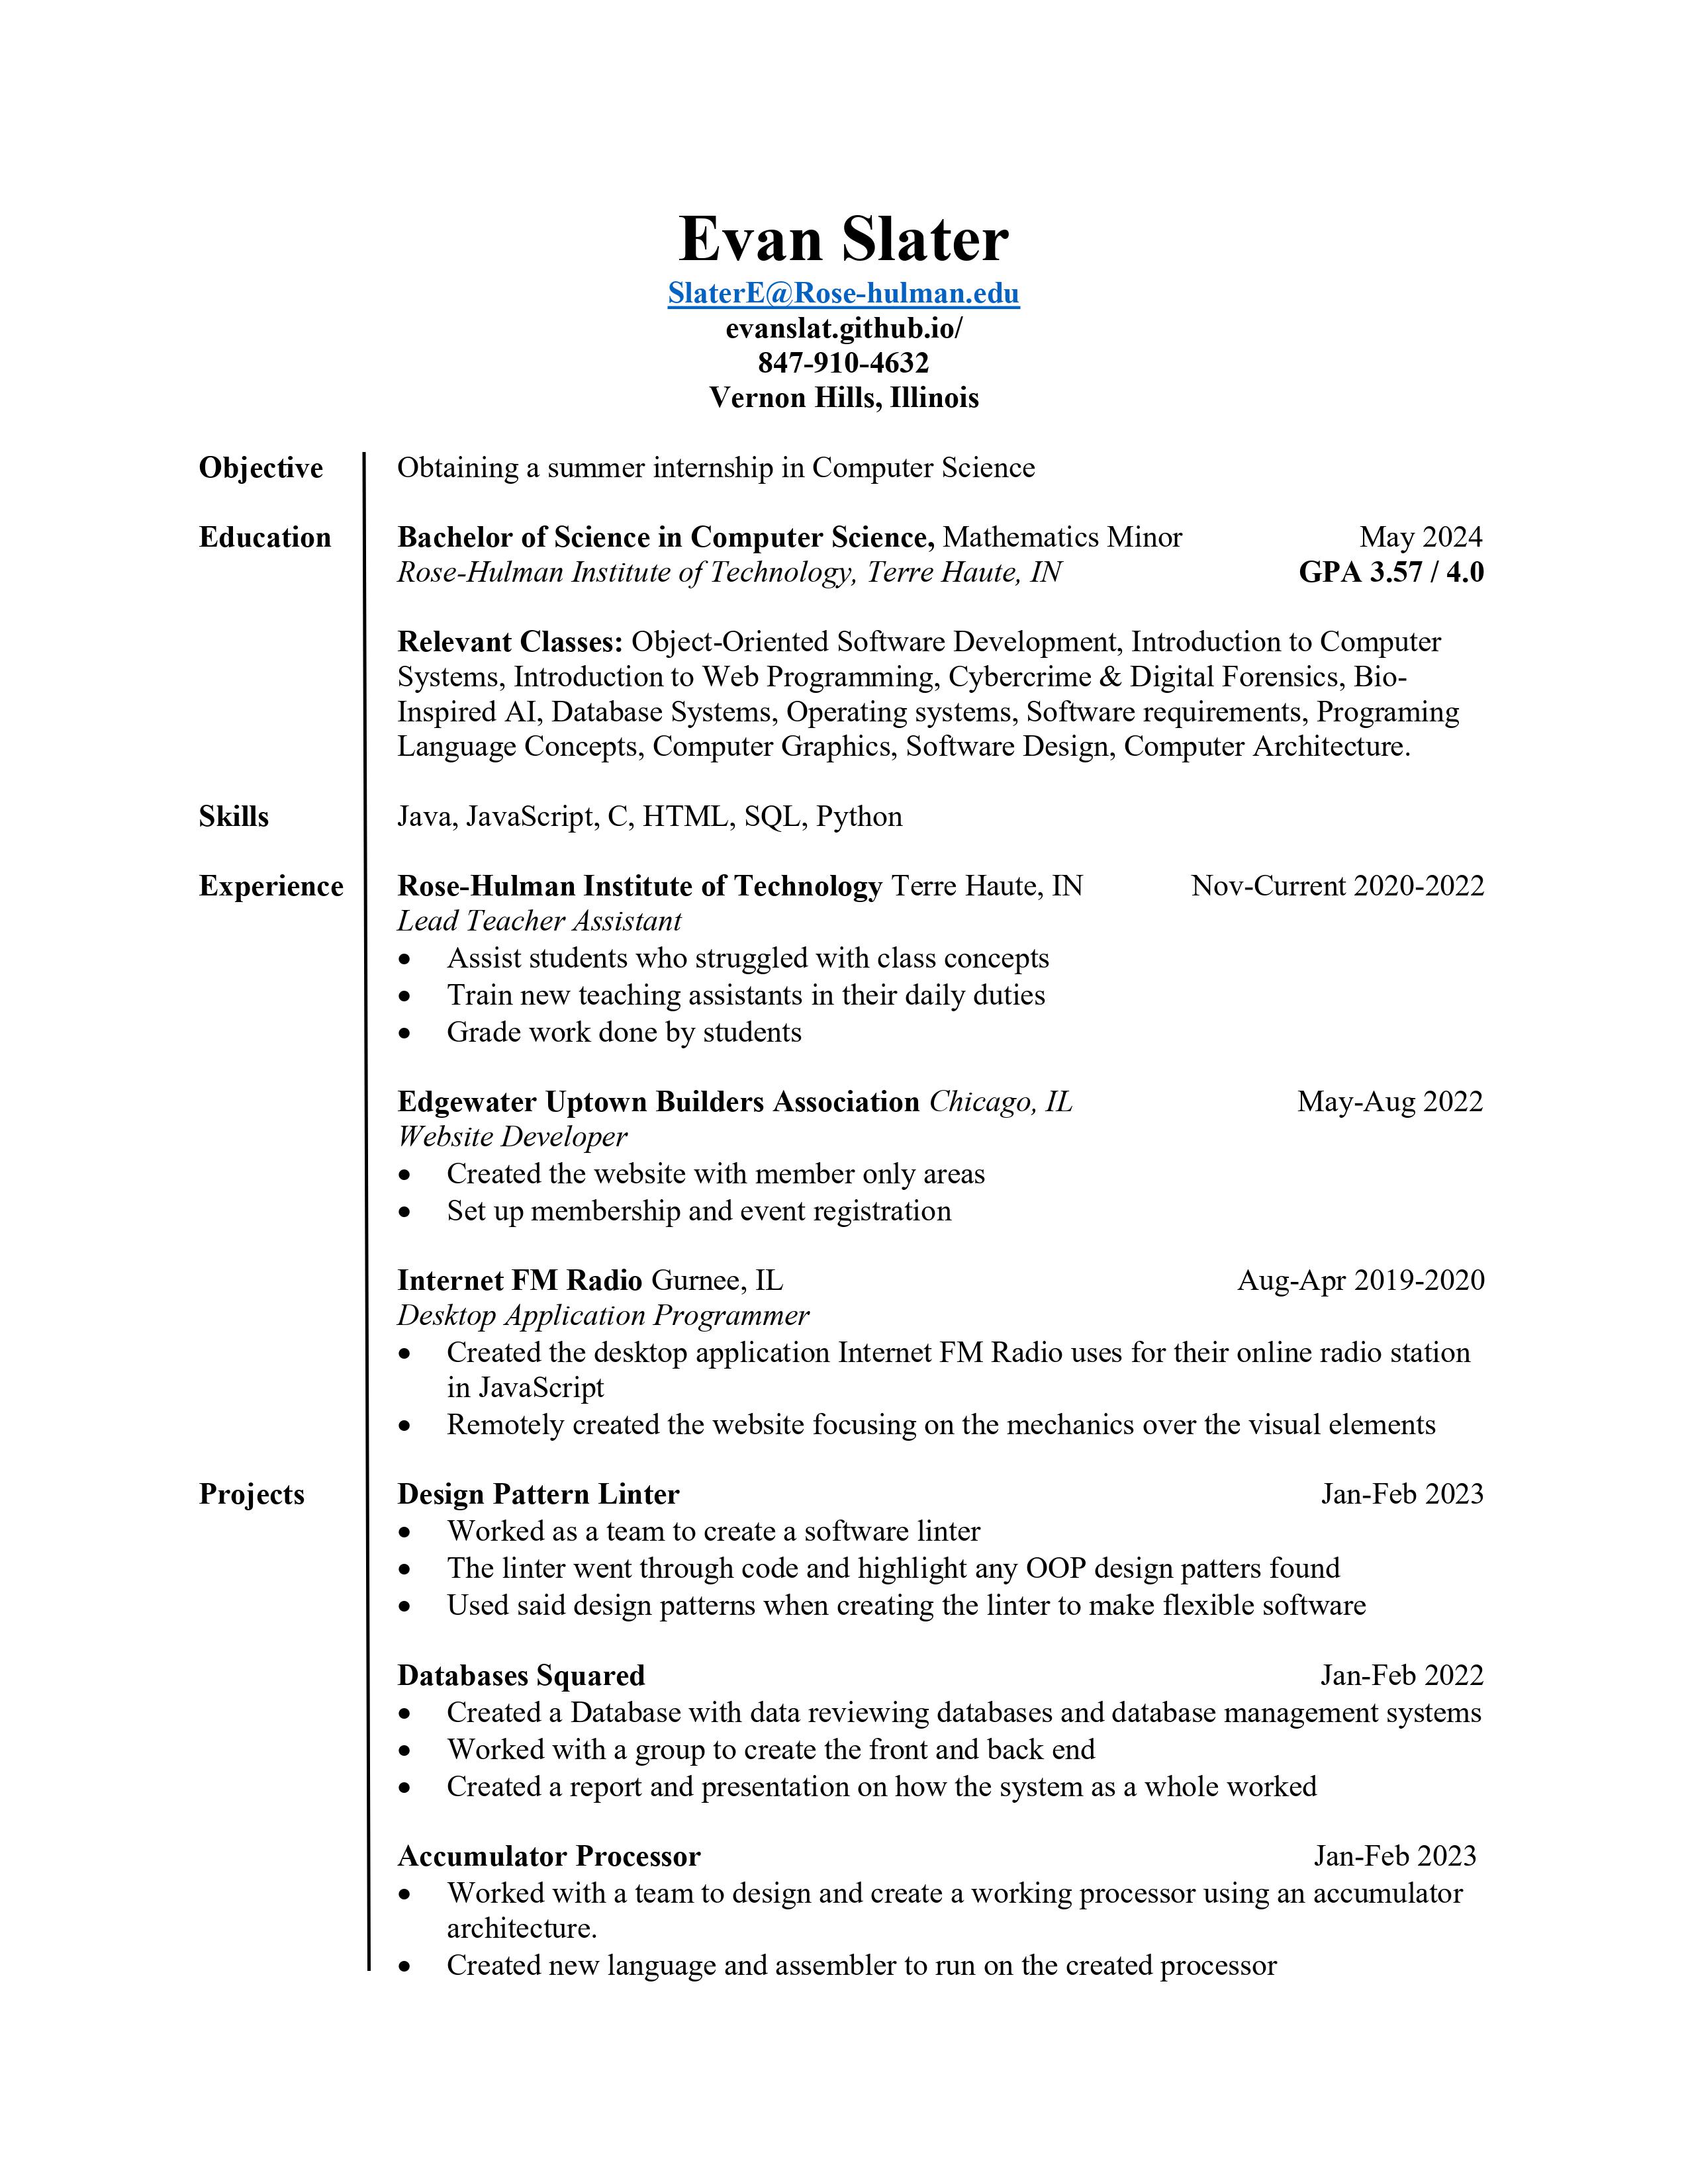 Evan Slater
SlaterE@Rose-hulman.edu
evanslat.github.io/
847-910-4632
Vernon Hills, Illinois
Objective Obtaining a summer internship in Computer Science
Education Bachelor of Science in Computer Science, Mathematics Minor May 2024
Rose-Hulman Institute of Technology, Terre Haute, IN GPA 3.57 / 4.0
Relevant Classes: Object-Oriented Software Development, Introduction to Computer
Systems, Introduction to Web Programming, Cybercrime & Digital Forensics, Bio-
Inspired AI, Database Systems, Operating systems, Software requirements, Programing
Language Concepts, Computer Graphics, Software Design, Computer Architecture.
Skills Java, JavaScript, C, HTML, SQL, Python
Experience Rose-Hulman Institute of Technology Terre Haute, IN Nov-Current 2020-2022
Lead Teacher Assistant
• Assist students who struggled with class concepts
• Train new teaching assistants in their daily duties
• Grade work done by students
Edgewater Uptown Builders Association Chicago, IL May-Aug 2022
Website Developer
• Created the website with member only areas
• Set up membership and event registration
Internet FM Radio Gurnee, IL Aug-Apr 2019-2020
Desktop Application Programmer
• Created the desktop application Internet FM Radio uses for their online radio station
in JavaScript
• Remotely created the website focusing on the mechanics over the visual elements
Projects Design Pattern Linter Jan-Feb 2023
• Worked as a team to create a software linter
• The linter went through code and highlight any OOP design patters found
• Used said design patterns when creating the linter to make flexible software
Databases Squared Jan-Feb 2022
• Created a Database with data reviewing databases and database management systems
• Worked with a group to create the front and back end
• Created a report and presentation on how the system as a whole worked
Accumulator Processor Jan-Feb 2023
• Worked with a team to design and create a working processor using an accumulator
architecture.
• Created new language and assembler to run on the created processor